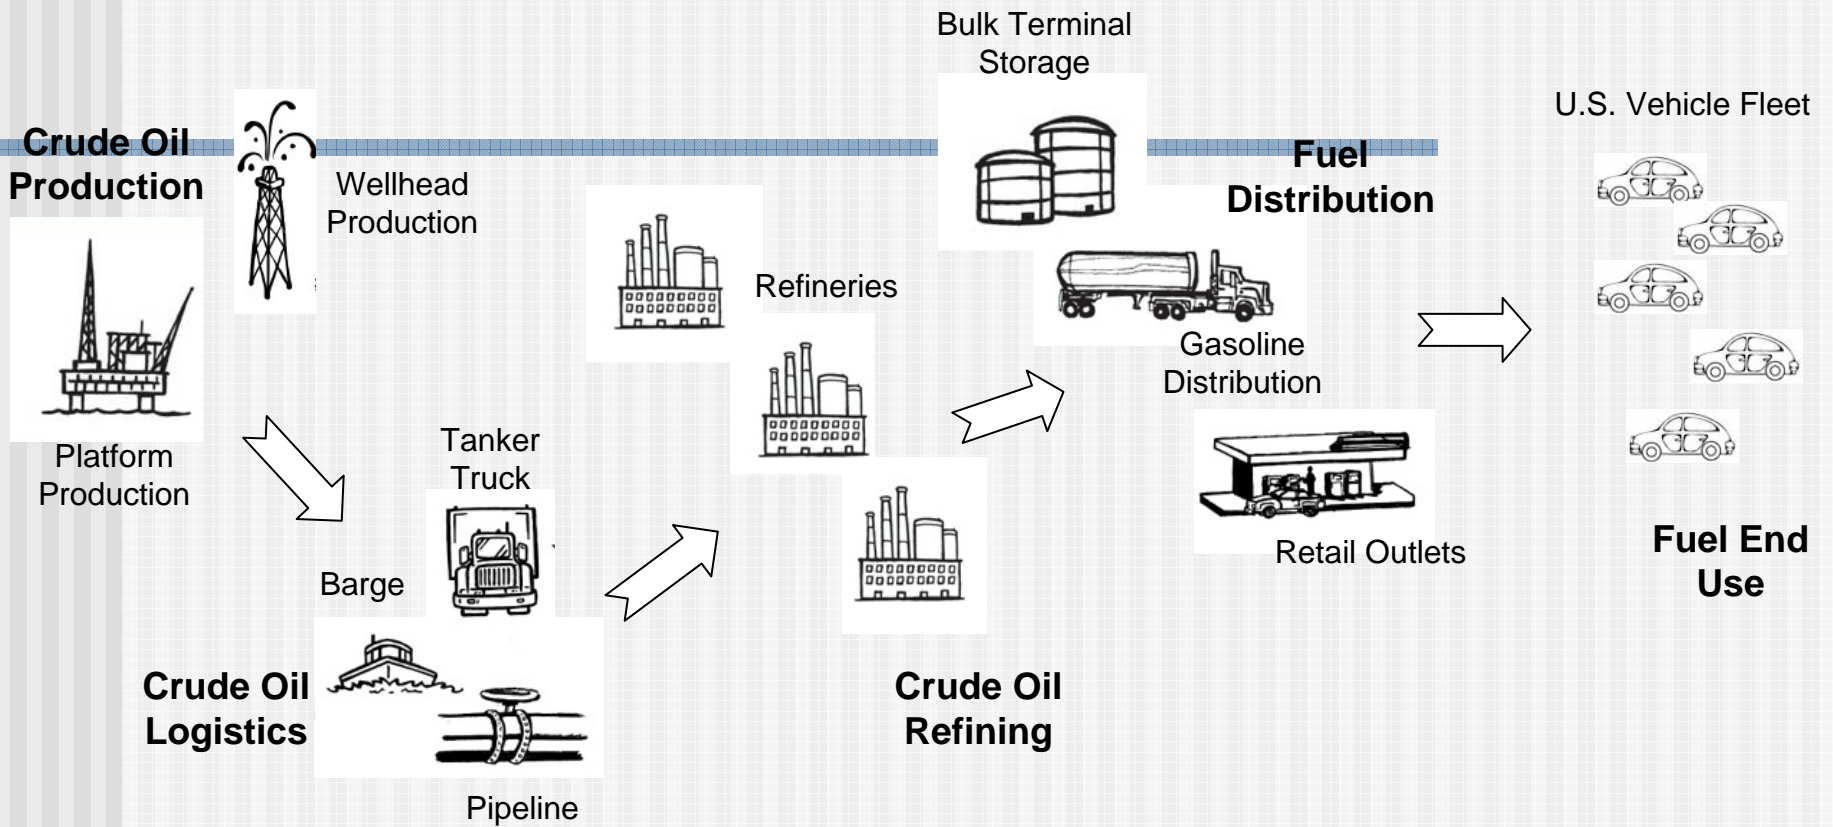 Crude Oil
Production
Wellhead
Production
Platform
Production
Crude Oil
Logistics
Barge
Tanker
Truck
Pipeline
Refineries
Crude Oil
Refining
Bulk Terminal
Storage
Fuel
Distribution
Gasoline
Distribution
Retail Outlets
U.S. Vehicle Fleet
Fuel End
Use